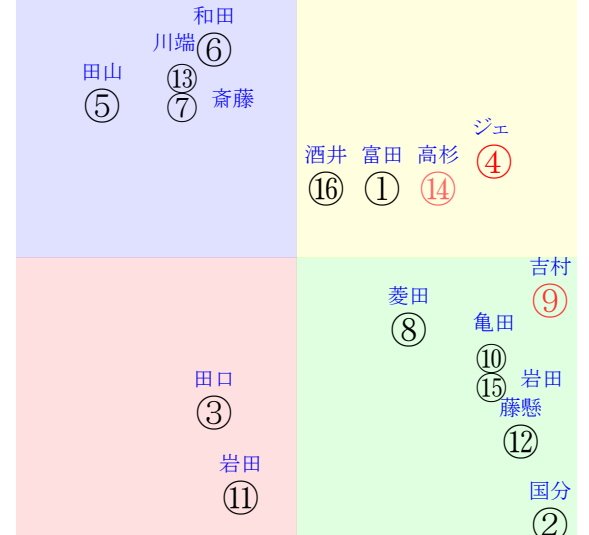 和田
⑥
川端
⑬
田山
⑤
⑦
斎藤
ジェ
④
酒井
⑯
富田
①
高杉
⑭
吉村
⑨
菱田
⑧
亀田
⑩
⑮
岩田
藤懸
⑫
田口
③
岩田
⑪
国分
②